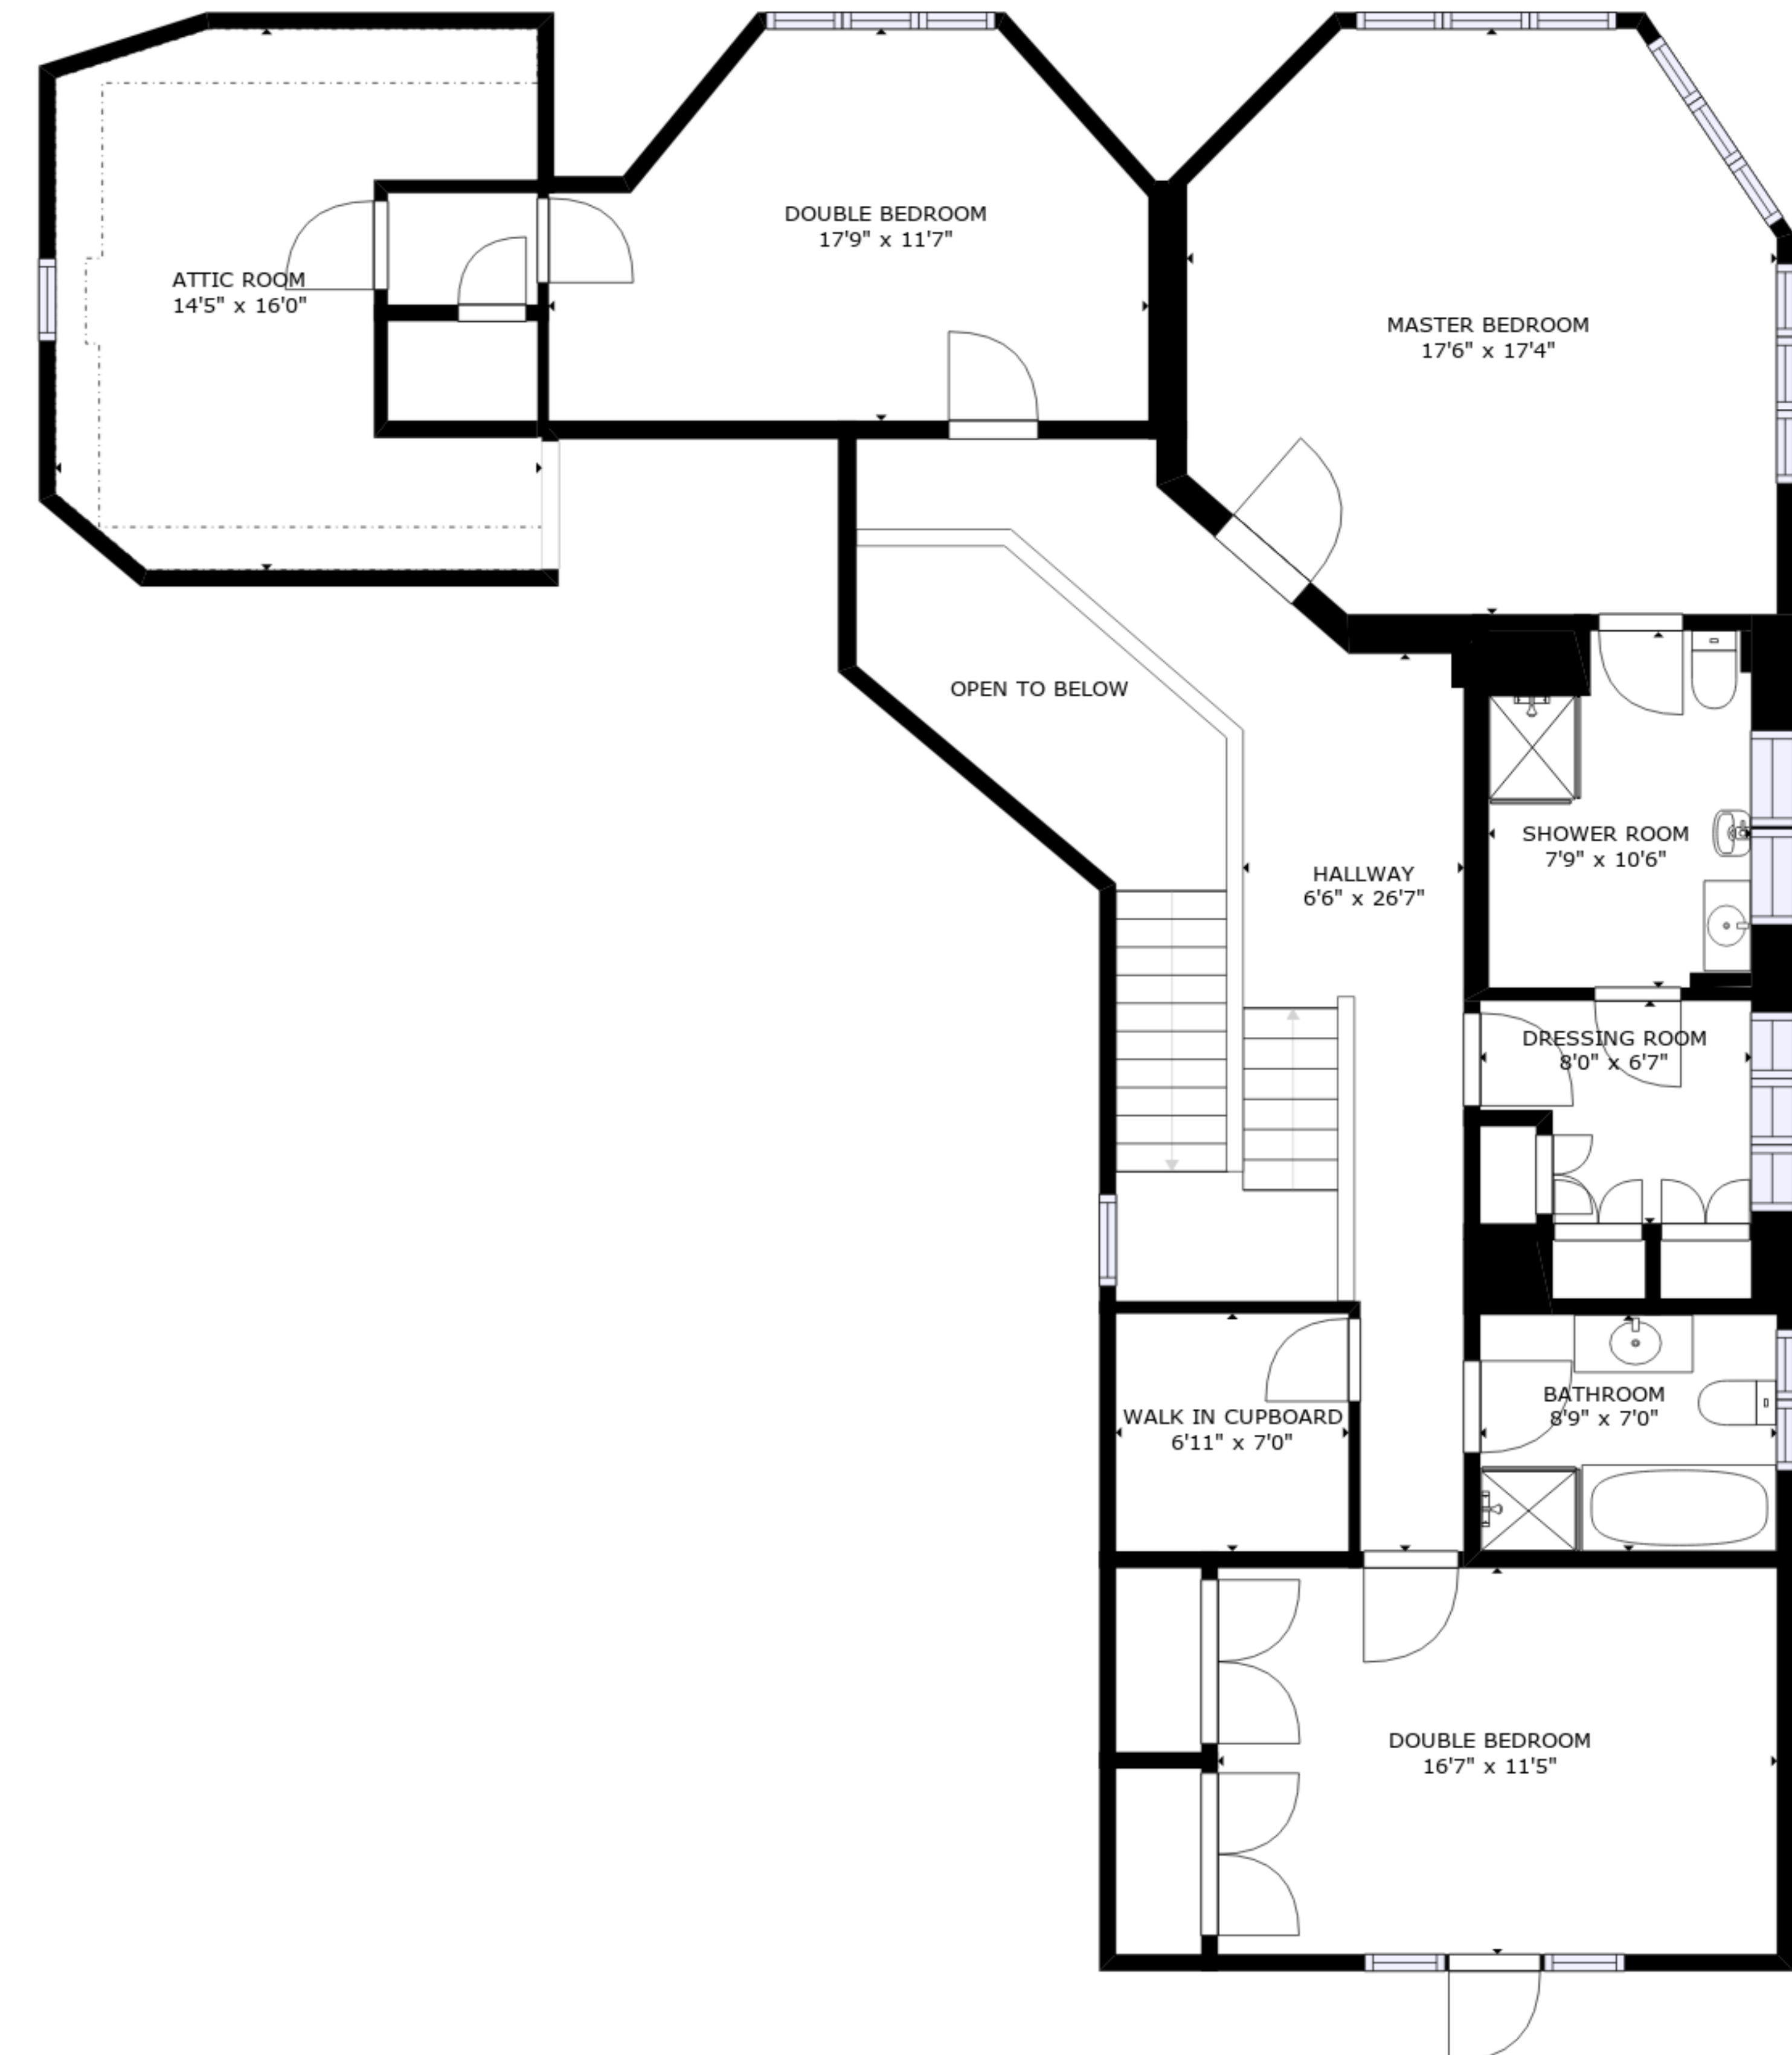 DOUBLE BEDROOM
17'9" x 11'7"
ATTIC ROOM
14'5" x 16'0"
MASTER BEDROOM
17'6" x 17'4"
OPEN TO BELOW
SHOWER ROOM
7'9" x 10'6"
HALLWAY
6'6" x 26'7"
DRESSING ROOM
8'0" x 6'7"
BATHROOM
8'9" x 7'0"
WALK IN CUPBOARD
6'11" x 7'0"
DOUBLE BEDROOM
16'7" x 11'5"